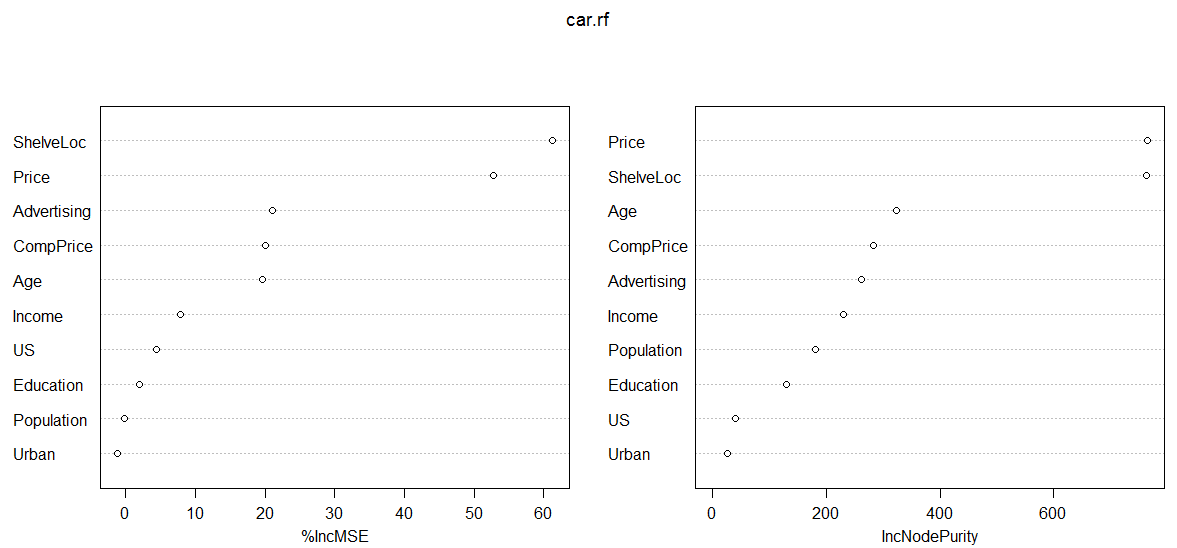 car.rf
ShelveLoc
Price
Advertising
CompPrice
Age
Income
US
Education
Population
Urban
0 10 20 30 40 50 60
%IncMSE
Price
ShelveLoc
Age
CompPrice
Advertising
Income
Population
Education
US
Urban
0 200 400 600
IncNodePurity